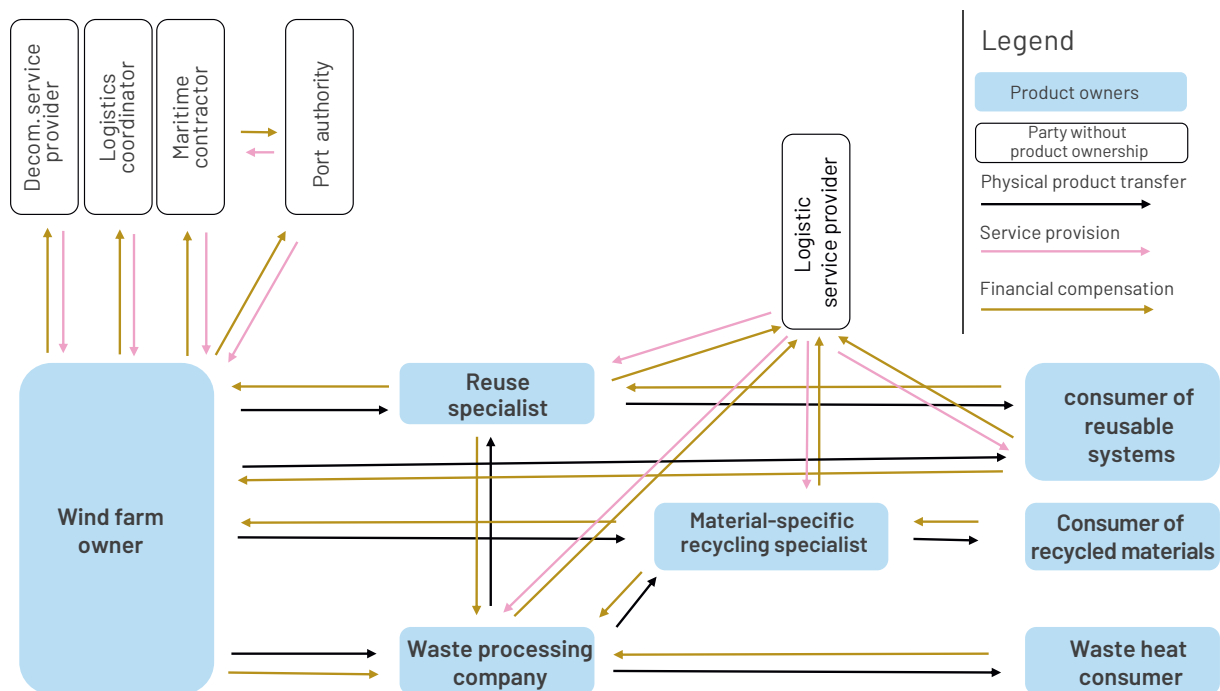 Decom. service
provider
Logistics
coordinator
Maritime
contractor
Port authority
Logistic
service provider
Legend
Product owners
Party without
product ownership
Physical product transfer
Service provision
Financial compensation
Reuse
specialist
consumer of
reusable
systems
Wind farm
owner
Material-specific
recycling specialist
Consumer of
recycled materials
Waste processing
company
Waste heat
consumer